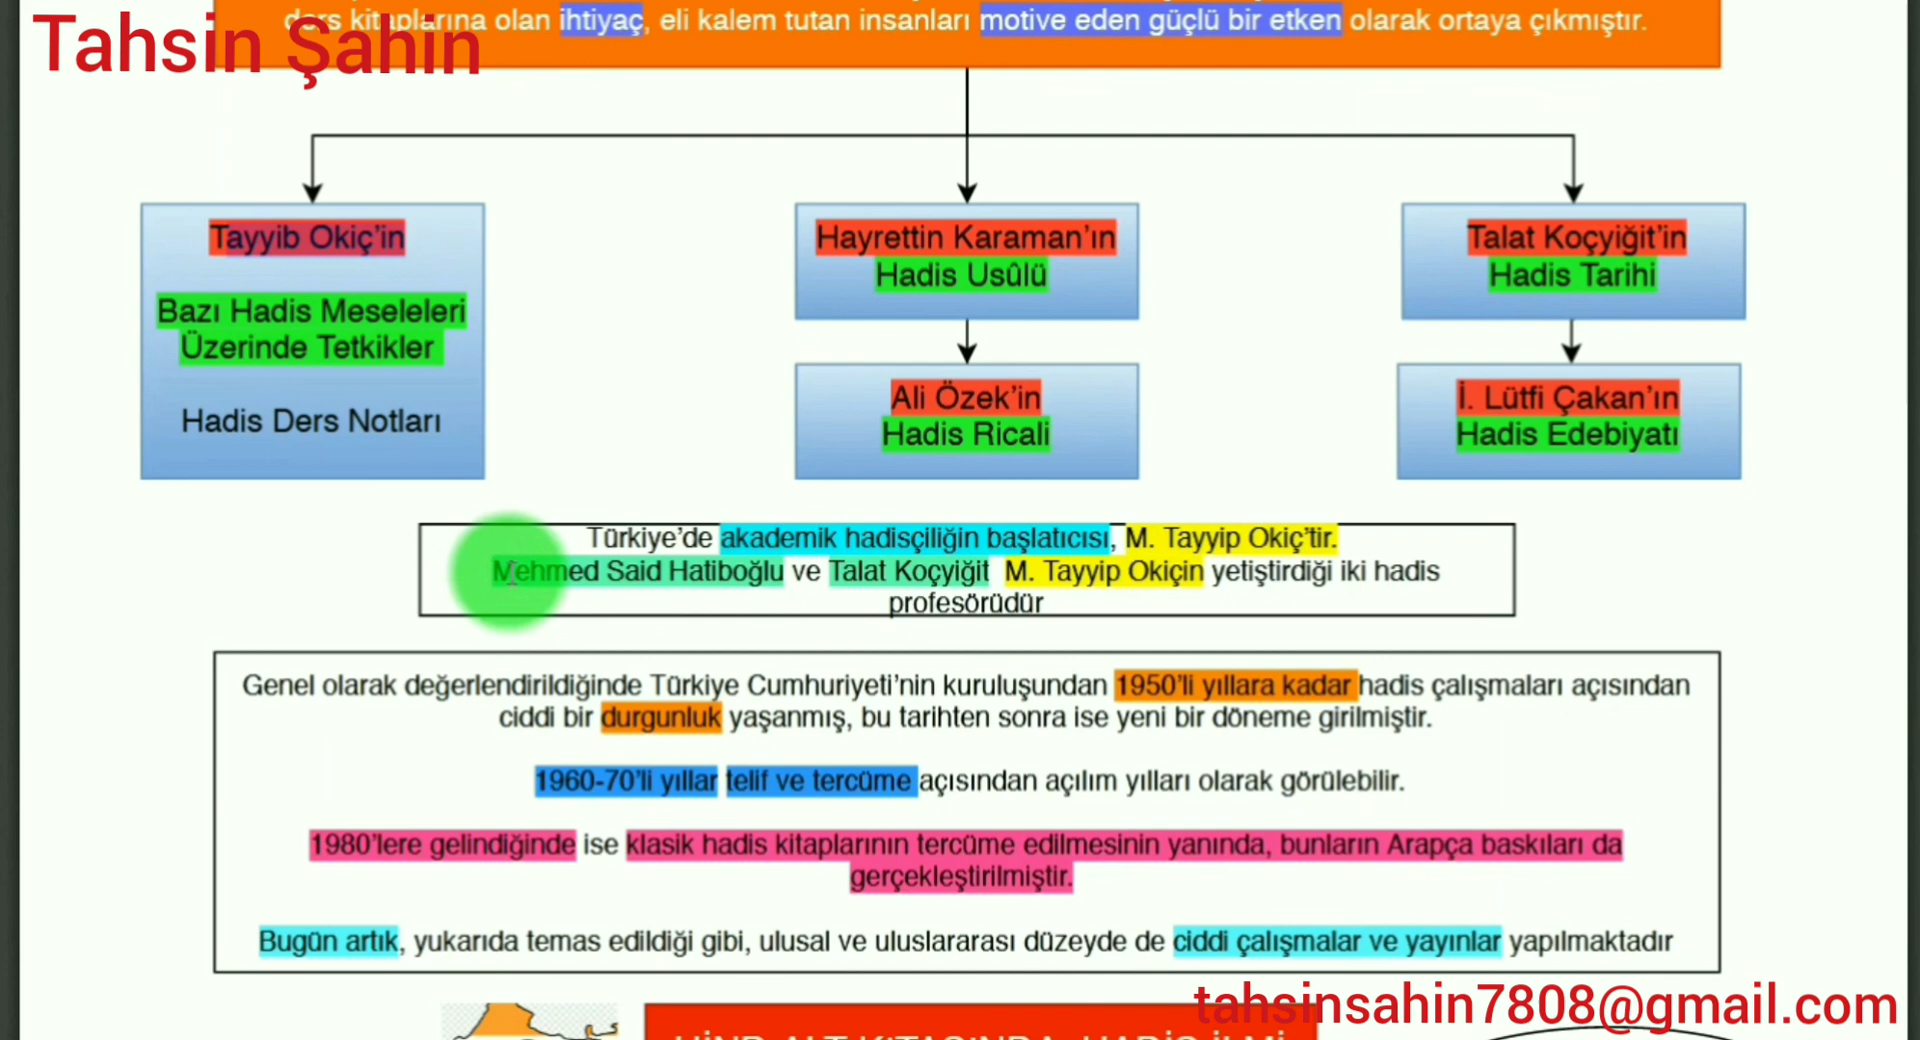 ders kitaplarına olan ihtiyaç, eli kalem tutan insanları motive eden güçlü bir etken olarak ortaya çıkmıştır.
Tahsin Şahin
Tayyib Okiç’in
Bazı Hadis Meseleleri
Üzerinde Tetkikler
Hadis Ders Notları
Hayrettin Karaman’ın
Hadis Usûlü
Talat Koçyiğit’in
Hadis Tarihi
Ali Özek’in
Hadis Ricali
İ. Lütfi Çakan’ın
Hadis Edebiyatı
Türkiye’de akademik hadisçiliğin başlatıcısı, M. Tayyip Okiç’tir.
Mehmed Said Hatiboğlu ve Talat Koçyiğit M. Tayyip Okiçin yetiştirdiği iki hadis
profesörüdür
Genel olarak değerlendirildiğinde Türkiye Cumhuriyeti’nin kuruluşundan 1950’li yıllara kadar hadis çalışmaları açısından
ciddi bir durgunluk yaşanmış, bu tarihten sonra ise yeni bir döneme girilmiştir.
1960-70’li yıllar telif ve tercüme açısından açılım yılları olarak görülebilir.
1980’lere gelindiğinde ise klasik hadis kitaplarının tercüme edilmesinin yanında, bunların Arapça baskıları da
gerçekleştirilmiştir.
Bugün artık, yukarıda temas edildiği gibi, ulusal ve uluslararası düzeyde de ciddi çalışmalar ve yayınlar yapılmaktadır
tahsinsahin7808@gmail.com
HİND ALT KITASINDA HADİS İLMİ